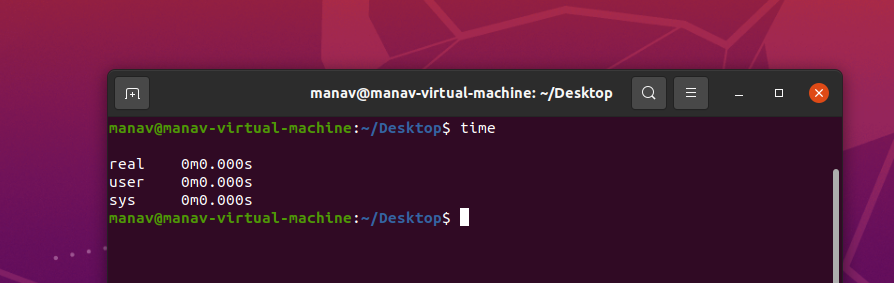 manav@manav-virtual-machine: ~/Desktop
manav@manav-virtual-machine:~/Desktop$ time
real    0m0.000s
user    0m0.000s
sys     0m0.000s
manav@manav-virtual-machine:~/Desktop$